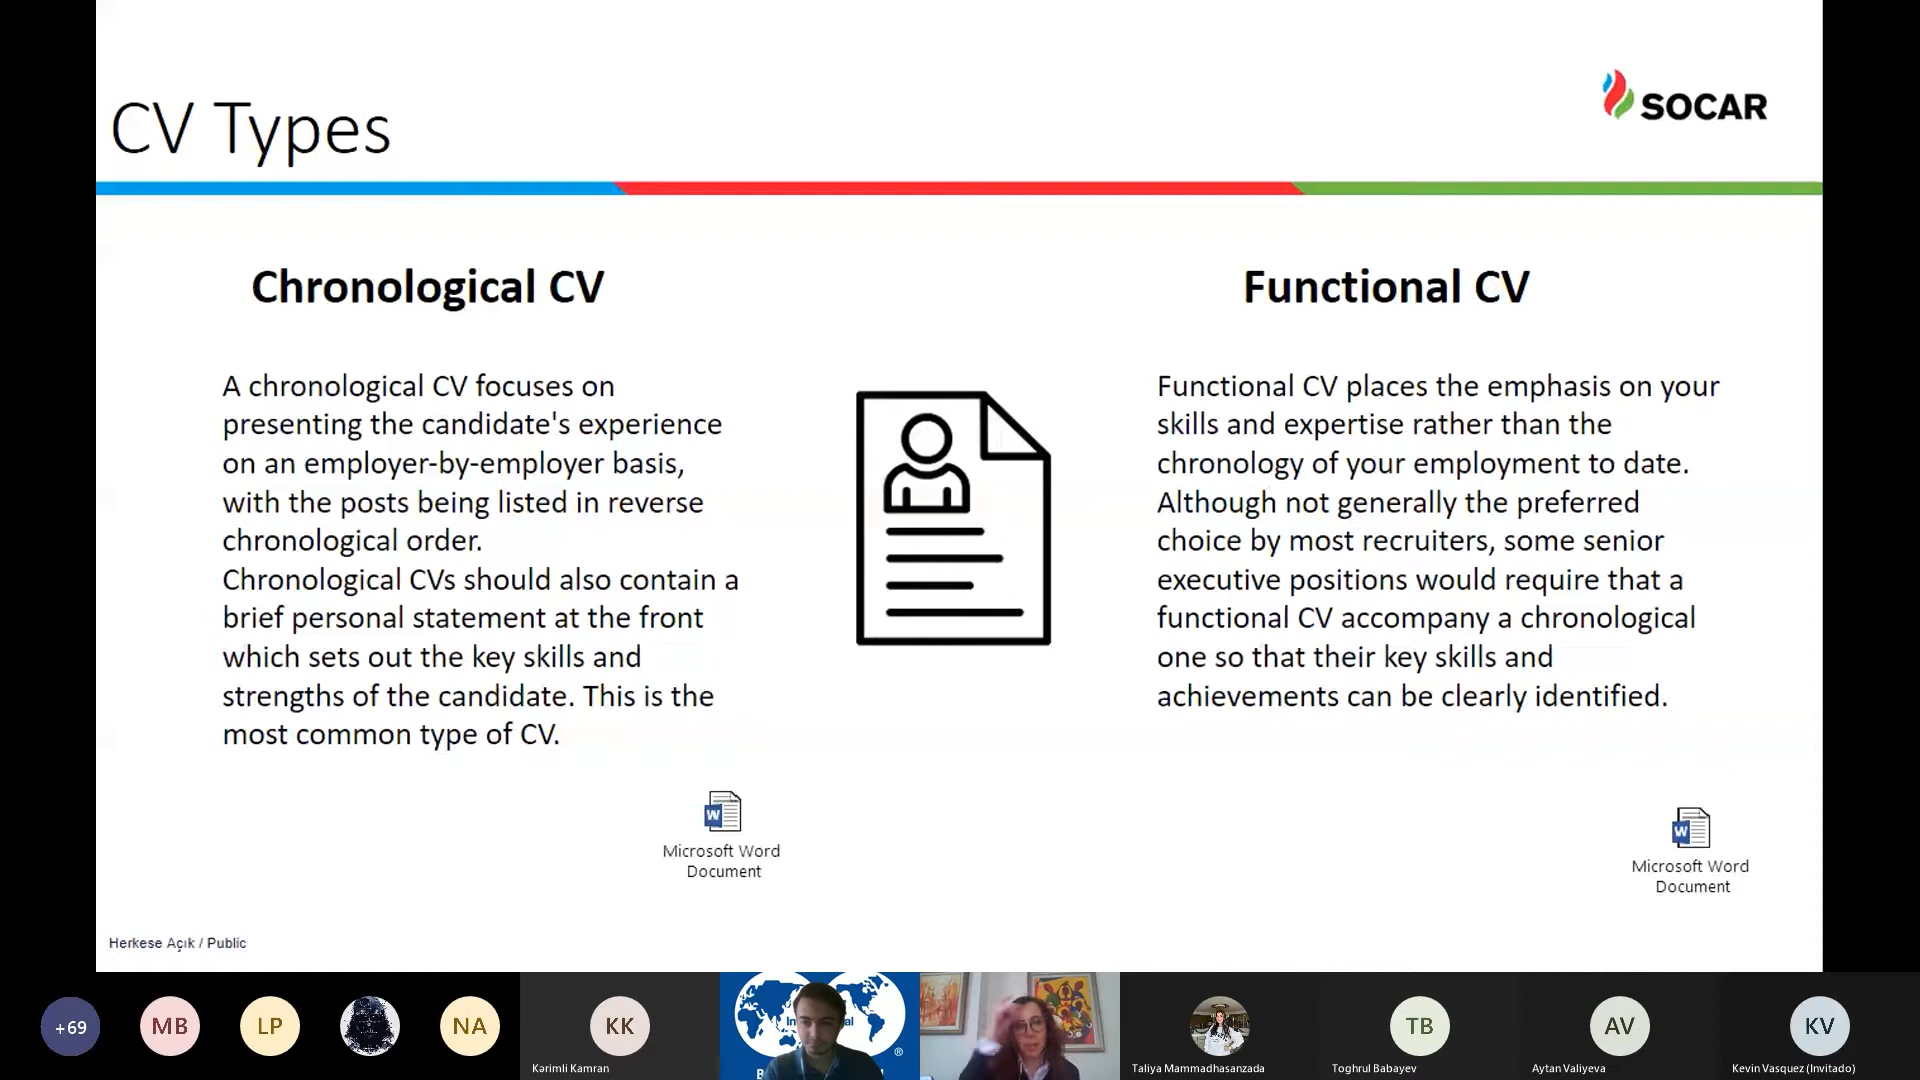 CV Types
SOCAR
Chronological CV
A chronological CV focuses on
presenting the candidate's experience
on an employer-by-employer basis,
with the posts being listed in reverse
chronological order.
Chronological CVs should also contain a
brief personal statement at the front
which sets out the key skills and
strengths of the candidate. This is the
most common type of CV.
Functional CV
Functional CV places the emphasis on your
skills and expertise rather than the
chronology of your employment to date.
Although not generally the preferred
choice by most recruiters, some senior
executive positions would require that a
functional CV accompany a chronological
one so that their key skills and
achievements can be clearly identified.
W
Microsoft Word
Document
W
Microsoft Word
Document
Herkese Açık / Public
+69
MB
LP
NA
KK
Kərimli Kamran
®
Taliya Mammadhasanzada
TB
Toghrul Babayev
AV
Aytan Valiyeva
KV
Kevin Vasquez (Invitado)